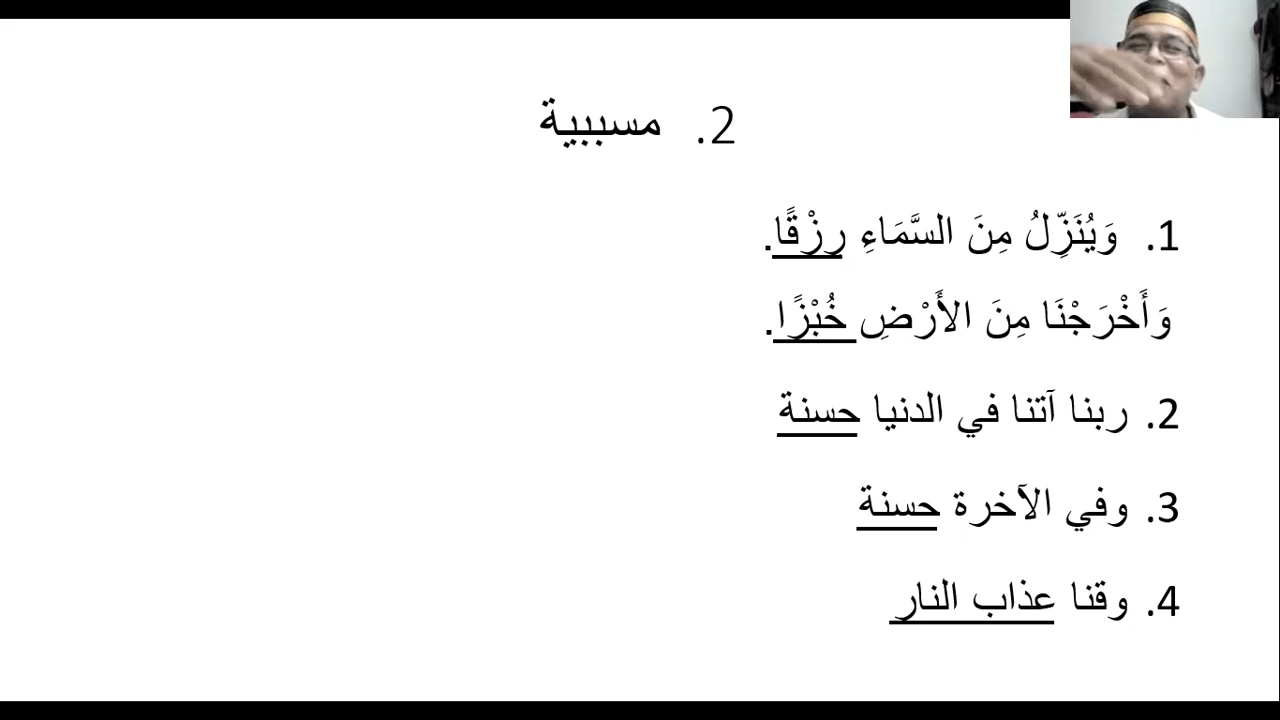 2. مسببية
1. وَيُنَزِّلُ مِنَ السَّمَاءِ رِزْقًا.
وَأَخْرَجْنَا مِنَ الأَرْضِ خُبْزًا.
2. ربنا آتنا في الدنيا حسنة
3. وفي الآخرة حسنة
4. وقنا عذاب النار